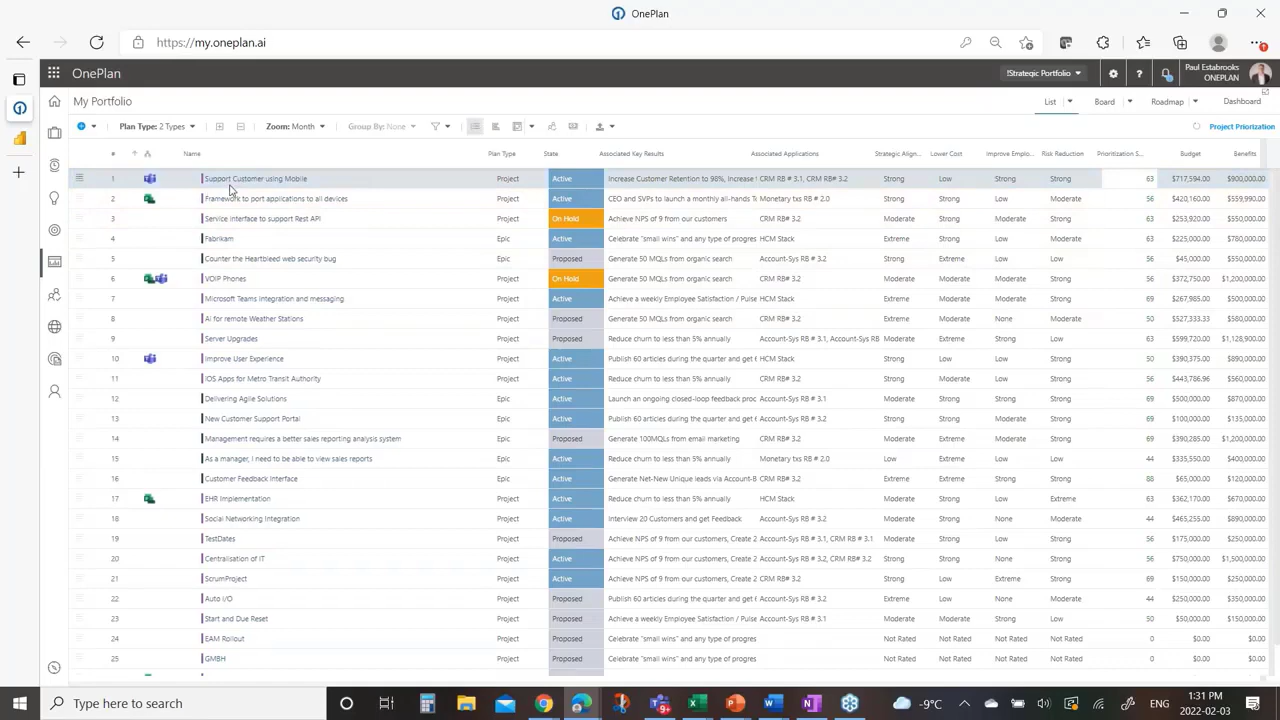 OnePlan
https://my.oneplan.ai
OnePlan
!Strategic Portfolio
?
Paul Estabrooks
ONEPLAN
My Portfolio
List Board Roadmap Dashboard
Plan Type: 2 Types Zoom: Month Group By: None Project Priortization
# Name Plan Type State Associated Key Results Associated Applications Strategic Align... Lower Cost Improve Emplo... Risk Reduction Prioritization S... Budget Benefits
1 Support Customer using Mobile Project Active Increase Customer Retention to 98%, Increase CRM RB # 3.1, CRM RB# 3.2 Strong Low Strong Strong 63 $717,594.00 $900,000.00
2 Framework to port applications to all devices Project Active CEO and SVPs to launch a monthly all-hands Monetary txs RB # 2.0 Extreme Strong Low Moderate 56 $420,160.00 $559,990.00
3 Service interface to support Rest API Project On Hold Achieve NPS of 9 from our customers CRM RB# 3.2 Moderate Moderate Strong Strong 63 $253,920.00 $550,000.00
4 Fabrikam Epic Active Celebrate "small wins" and any type of progres HCM Stack Extreme Strong Low Moderate 63 $225,000.00 $780,000.00
5 Counter the Heartbleed web security bug Epic Proposed Generate 50 MQLs from organic search Account-Sys RB # 3.2 Extreme Low Low Strong 56 $45,000.00 $550,000.00
6 VOIP Phones Project On Hold Generate 50 MQLs from organic search CRM RB# 3.2 Moderate Moderate Moderate Strong 56 $372,750.00 $1,200,000.00
7 Microsoft Teams Integration and messaging Project Active Achieve a weekly Employee Satisfaction / Pulse HCM Stack Extreme Moderate Low Strong 69 $267,985.00 $500,000.00
8 AI for remote Weather Stations Project Proposed Generate 50 MQLs from organic search Account-Sys RB # 3.2 Extreme Moderate None Moderate 50 $527,333.33 $580,000.00
9 Server Upgrades Project Proposed Reduce churn to less than 5% annually Account-Sys RB # 3.1, Account-Sys RB Moderate Extreme Low Strong 63 $599,720.00 $1,128,900.00
10 Improve User Experience Project Active Publish 60 articles during the quarter and get HCM Stack Strong Low Low Strong 50 $390,375.00 $890,000.00
11 IOS Apps for Metro Transit Authority Project Active Reduce churn to less than 5% annually CRM RB# 3.2 Strong Moderate Low Strong 56 $443,786.96 $560,000.00
12 Delivering Agile Solutions Epic Active Launch an ongoing closed-loop feedback proc Account-Sys RB # 3.2 Strong Strong Low Moderate 56 $500,000.00 $870,000.00
13 New Customer Support Portal Epic Active Publish 60 articles during the quarter and get CRM RB# 3.2 Strong Extreme Low Strong 69 $100,000.00 $135,000.00
14 Management requires a better sales reporting analysis system Epic Proposed Generate 100MQLs from email marketing CRM RB# 3.2 Moderate Extreme Moderate Moderate 69 $390,285.00 $1,200,000.00
15 As a manager, I need to be able to view sales reports Epic Active Reduce churn to less than 5% annually Monetary txs RB # 2.0 Low Extreme Low Moderate 44 $335,550.00 $400,000.00
16 Customer Feedback Interface Epic Active Generate Net-New Unique leads via Account-B CRM RB# 3.2 Extreme Extreme Strong Strong 88 $65,000.00 $120,000.00
17 EHR Implementation Project Active Reduce churn to less than 5% annually HCM Stack Moderate Strong Low Extreme 69 $362,170.00 $670,000.00
18 Social Networking Integration Project Active Interview 20 Customers and get Feedback Account-Sys RB # 3.2 Strong Moderate None Moderate 44 $465,255.00 $890,000.00
19 TestDates Project Proposed Achieve NPS of 9 from our customers, Create 2 Account-Sys RB # 3.1, CRM RB # 3.1 Moderate Strong Low Strong 56 $175,000.00 $250,000.00
20 Centralisation of IT Project Active Achieve NPS of 9 from our customers, Create 2 Account-Sys RB # 3.2, CRM RB# 3.2 Moderate Extreme None Strong 56 $750,000.00 $1,500,000.00
21 ScrumProject Project Active Achieve NPS of 9 from our customers, Create 2 CRM RB# 3.2 Strong Low Extreme Strong 69 $150,000.00 $250,000.00
22 Auto I/O Project Proposed Publish 60 articles during the quarter and get Account-Sys RB # 3.2 Moderate Strong None Moderate 44 $250,000.00 $350,000.00
23 Start and Due Reset Project Proposed Achieve a weekly Employee Satisfaction / Pulse Account-Sys RB # 3.1 Moderate Strong Moderate Low 50 $150,000.00 $1,000,000.00
24 EAM Rollout Project Proposed Celebrate "small wins" and any type of progres Not Rated Not Rated Not Rated Not Rated 0 $0.00 $0.00
25 GMBH Project Proposed Celebrate "small wins" and any type of progres Not Rated Not Rated Not Rated Not Rated 0 $0.00 $0.00
Type here to search
-9°C
ENG
1:31 PM
2022-02-03